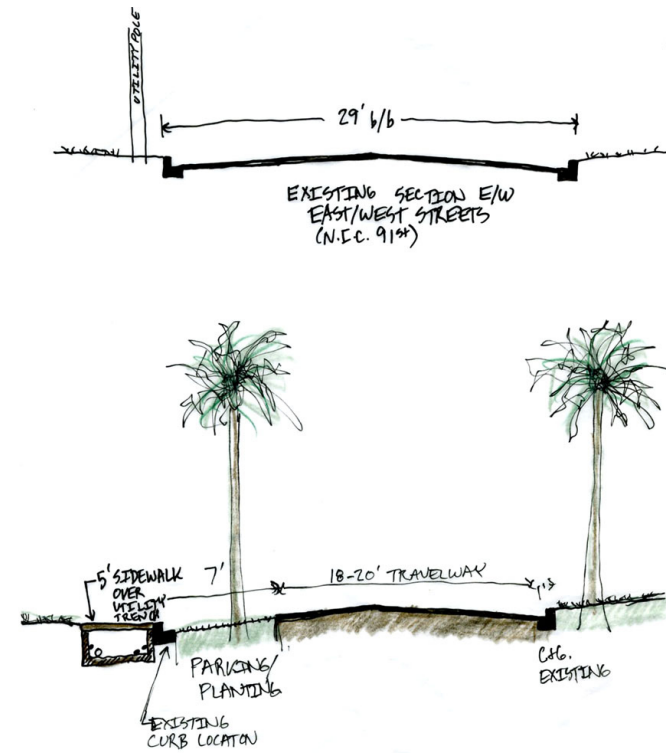 UTILITY POLE
29' b/b
EXISTING SECTION E/W
EAST/WEST STREETS
(N.I.C. 91st)
5' SIDEWALK
OVER
UTILITY
TRENCH
7'
18-20' TRAVELWAY
PARKING/
PLANTING
C&G.
EXISTING
EXISTING
CURB LOCATON